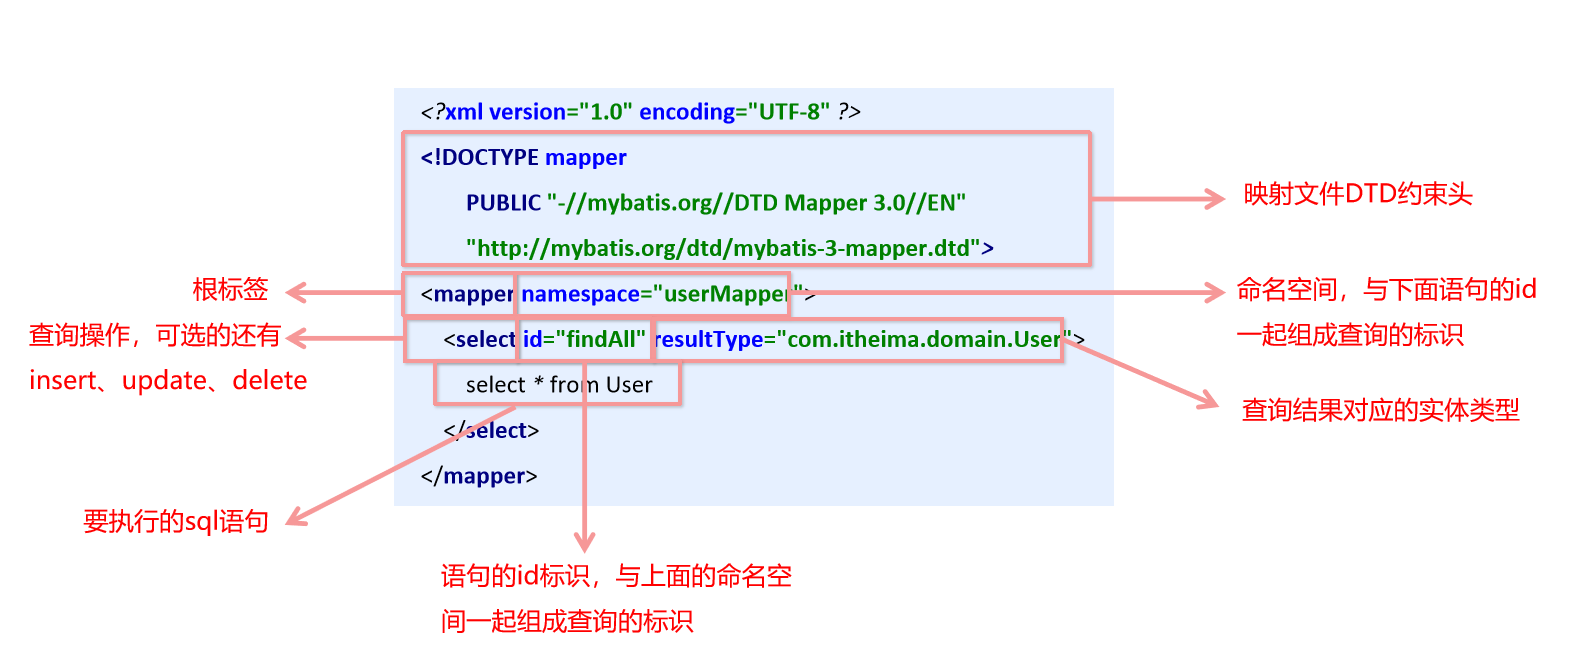 <?xml version="1.0" encoding="UTF-8" ?>
<!DOCTYPE mapper
PUBLIC "-//mybatis.org//DTD Mapper 3.0//EN"
"http://mybatis.org/dtd/mybatis-3-mapper.dtd">
<mapper namespace="userMapper">
<select id="findAll" resultType="com.itheima.domain.User">
select * from User
</select>
</mapper>
映射文件DTD约束头
根标签
命名空间，与下面语句的id
一起组成查询的标识
查询操作，可选的还有
insert、update、delete
查询结果对应的实体类型
要执行的sql语句
语句的id标识，与上面的命名空
间一起组成查询的标识